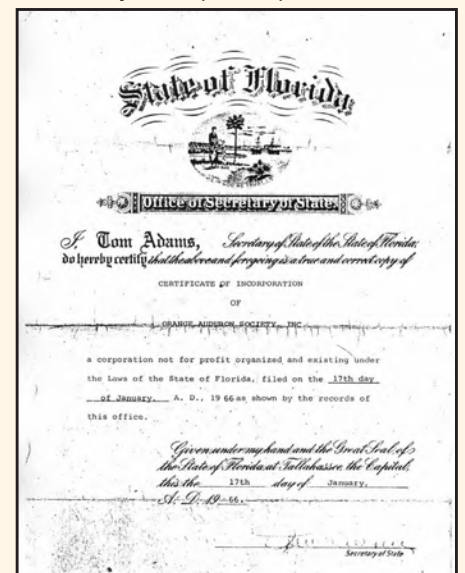 State of Florida
Office of Secretary of State.
I, Tom Adams, Secretary of State of the State of Florida,
do hereby certify that the above and foregoing is a true and correct copy of
CERTIFICATE OF INCORPORATION
OF
ORANGE AUDUBON SOCIETY, INC
a corporation not for profit organized and existing under
the Laws of the State of Florida, filed on the 17th day
of January, A. D., 1966 as shown by the records of
this office.
Given under my hand and the Great Seal of
the State of Florida at Tallahassee, the Capital,
this the 17th day of January,
A. D. 19 66.
Secretary of State